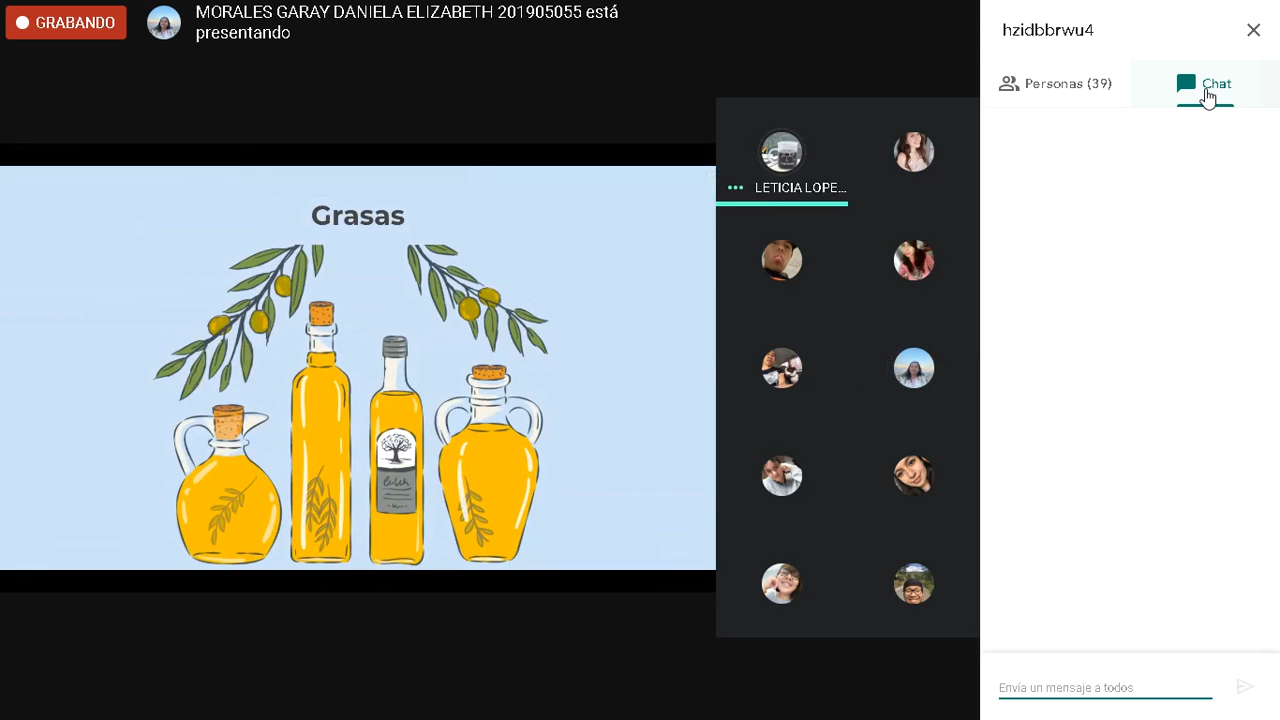 GRABANDO
MORALES GARAY DANIELA ELIZABETH 201905055 está
presentando
hzidbbrwu4
Personas (39)
Chat
LETICIA LOPE...
Grasas
Envía un mensaje a todos